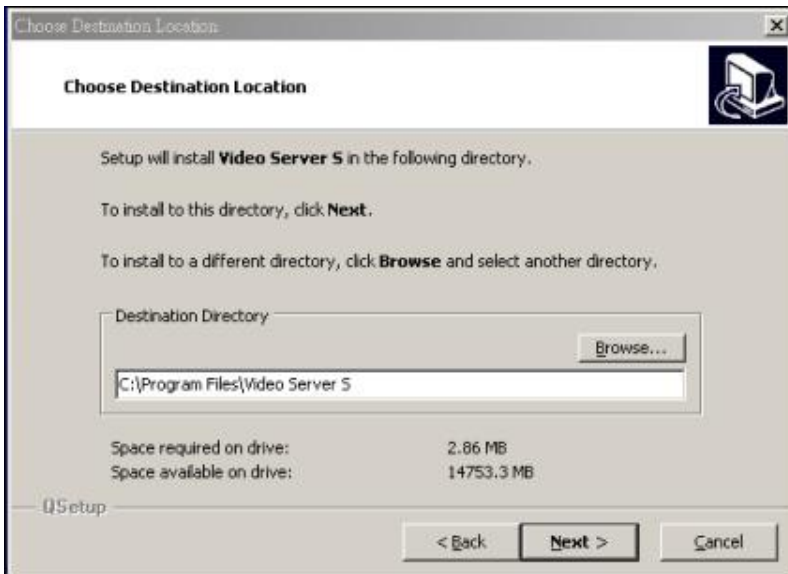 Choose Destination Location
Choose Destination Location
Setup will install Video Server S in the following directory.
To install to this directory, click Next.
To install to a different directory, click Browse and select another directory.
Destination Directory
Browse...
C:\Program Files\Video Server S
Space required on drive: 2.86 MB
Space available on drive: 14753.3 MB
QSetup
< Back Next > Cancel